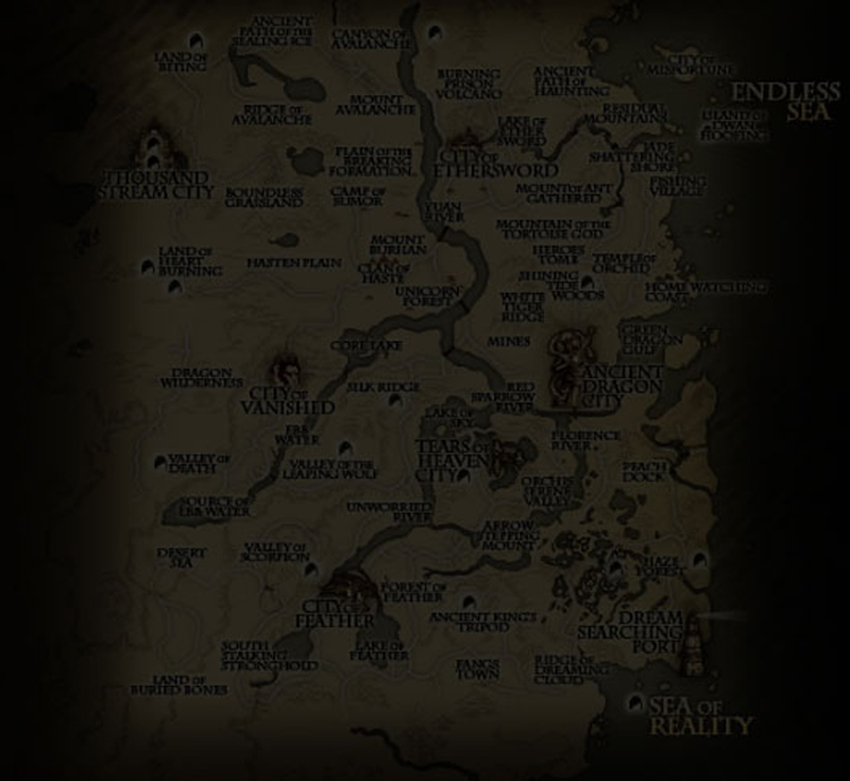 ANCIENT
PATH OF THE
SEALING ICE
CANYON OF
AVALANCHE
LAND OF
BITING
CITY OF
MISFORTUNE
BURNING
PRISON
VOLCANO
ANCIENT
PATH OF
HAUNTING
ENDLESS
SEA
RIDGE OF
AVALANCHE
MOUNT
AVALANCHE
RESIDUAL
MOUNTAINS
ISLAND OF
LAKE OF
ETHER
SWORD
CITY OF
ETHERSWORD
JADE
SHATTERING
SHORE
PLAIN OF THE
BREAKING
FORMATION
THOUSAND
STREAM CITY
BOUNDLESS
GRASSLAND
CAMP OF
SUMOR
MOUNT OF ANT
GATHERED
FISHING
VILLAGE
YUAN
RIVER
MOUNTAIN OF THE
TORTOISE GOD
MOUNT
BURHAN
LAND OF
HEART
BURNING
HASTEN PLAIN
CLAN OF
HASTE
HEROES
TOMB
TEMPLE OF
ORCHID
SHINING
TIDE
WOODS
UNICORN
FOREST
HOME WATCHING
COAST
WHITE
TIGER
RIDGE
MINES
GREEN
DRAGON
GULF
CORE LAKE
DRAGON
WILDERNESS
CITY OF
VANISHED
SILK RIDGE
RED
SPARROW
RIVER
ANCIENT
DRAGON
CITY
LAKE OF
SKY
EBB
WATER
TEARS OF
HEAVEN
CITY
FLORENCE
RIVER
VALLEY OF
DEATH
VALLEY OF THE
LEAPING WOLF
PEACH
DOCK
ORCHIS
SERENE
VALLEY
SOURCE OF
EBB WATER
UNWORRIED
RIVER
ARROW
STEPPING
MOUNT
DESERT
SEA
VALLEY OF
SCORPION
HAZE
FOREST
CITY OF
FEATHER
FOREST OF
FEATHER
ANCIENT KINGS
TRIPOD
DREAM
SEARCHING
PORT
SOUTH
STALKING
STRONGHOLD
LAKE OF
FEATHER
FANGS
TOWN
RIDGE OF
DREAMING
CLOUD
LAND OF
BURIED BONES
SEA OF
REALITY